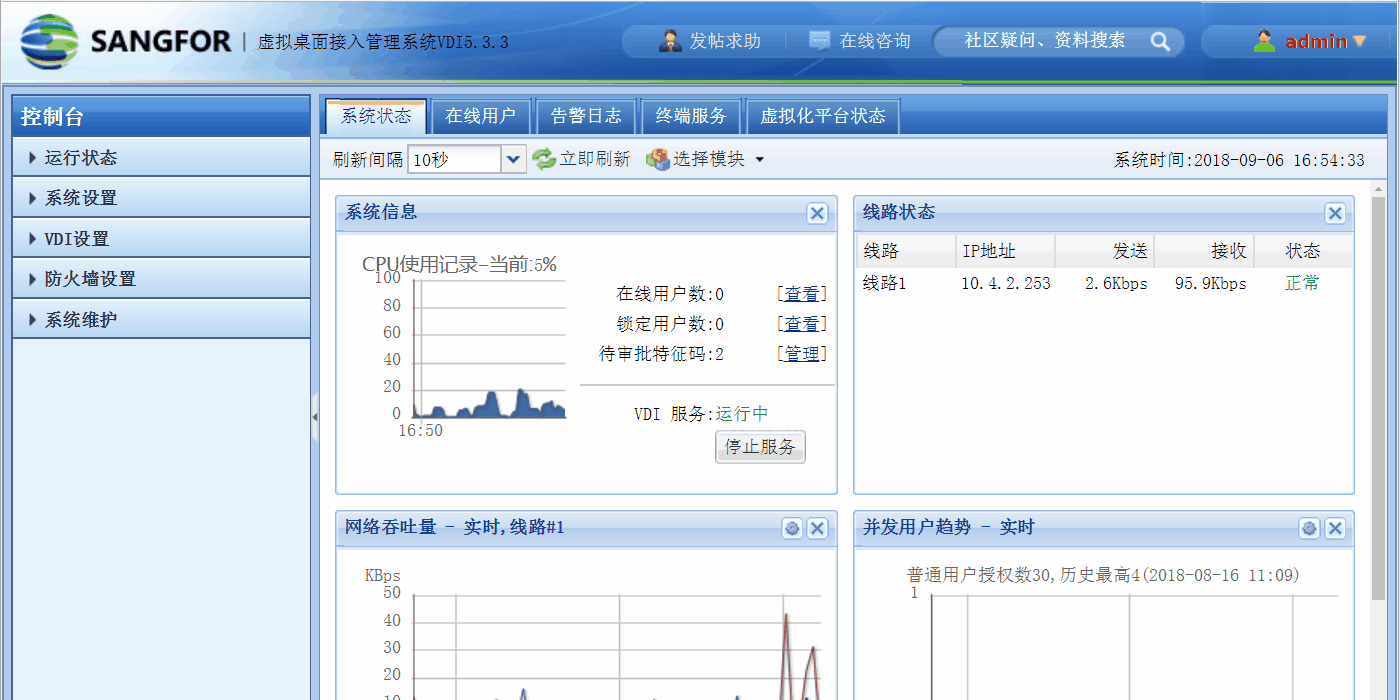 SANGFOR | 虚拟桌面接入管理系统VDI5.3.3 发帖求助 在线咨询 社区疑问、资料搜索 admin
控制台
运行状态
系统设置
VDI设置
防火墙设置
系统维护
系统状态 在线用户 告警日志 终端服务 虚拟化平台状态
刷新间隔 10秒 立即刷新 选择模块 系统时间:2018-09-06 16:54:33
系统信息
CPU使用记录-当前:5%
100
80
60
40
20
0
16:50
在线用户数:0 [查看]
锁定用户数:0 [查看]
待审批特征码:2 [管理]
VDI 服务:运行中
停止服务
线路状态
线路 IP地址 发送 接收 状态
线路1 10.4.2.253 2.6Kbps 95.9Kbps 正常
网络吞吐量 - 实时,线路#1
KBps
50
40
30
20
10
并发用户趋势 - 实时
普通用户授权数30,历史最高4(2018-08-16 11:09)
1